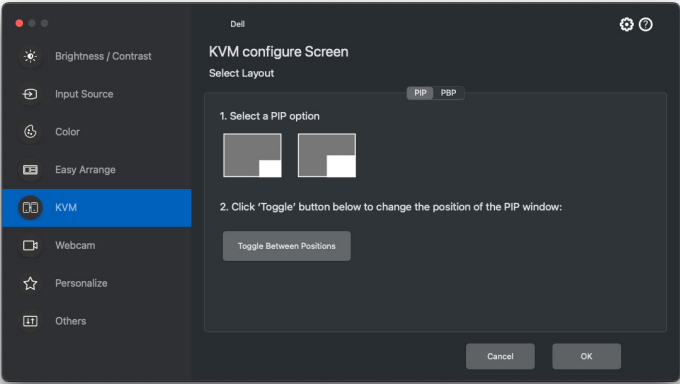 Dell
Brightness / Contrast
Input Source
Color
Easy Arrange
KVM
Webcam
Personalize
Others
KVM configure Screen
Select Layout
PIP PBP
1. Select a PIP option
2. Click ‘Toggle’ button below to change the position of the PIP window:
Toggle Between Positions
Cancel OK